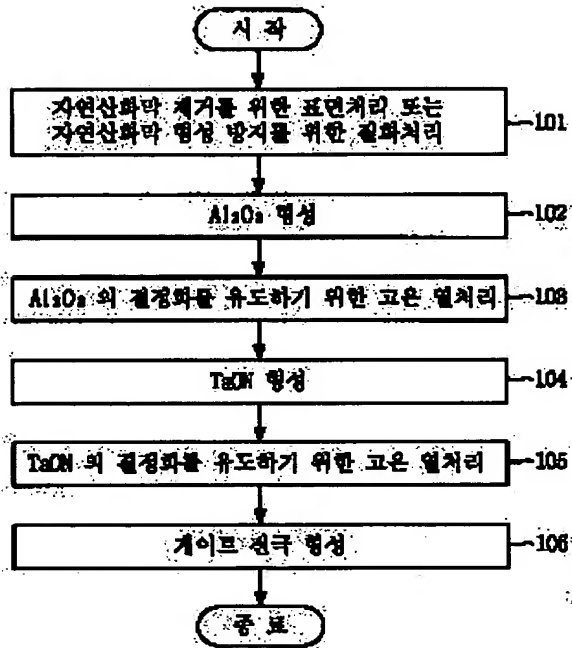 시 작
자연산화막 제거를 위한 표면처리 또는
자연산화막 형성 방지를 위한 질화처리
101
Al₂O₃ 형성
102
Al₂O₃ 의 결정화를 유도하기 위한 고온 열처리
103
TaON 형성
104
TaON 의 결정화를 유도하기 위한 고온 열처리
105
게이트 전극 형성
106
종 료